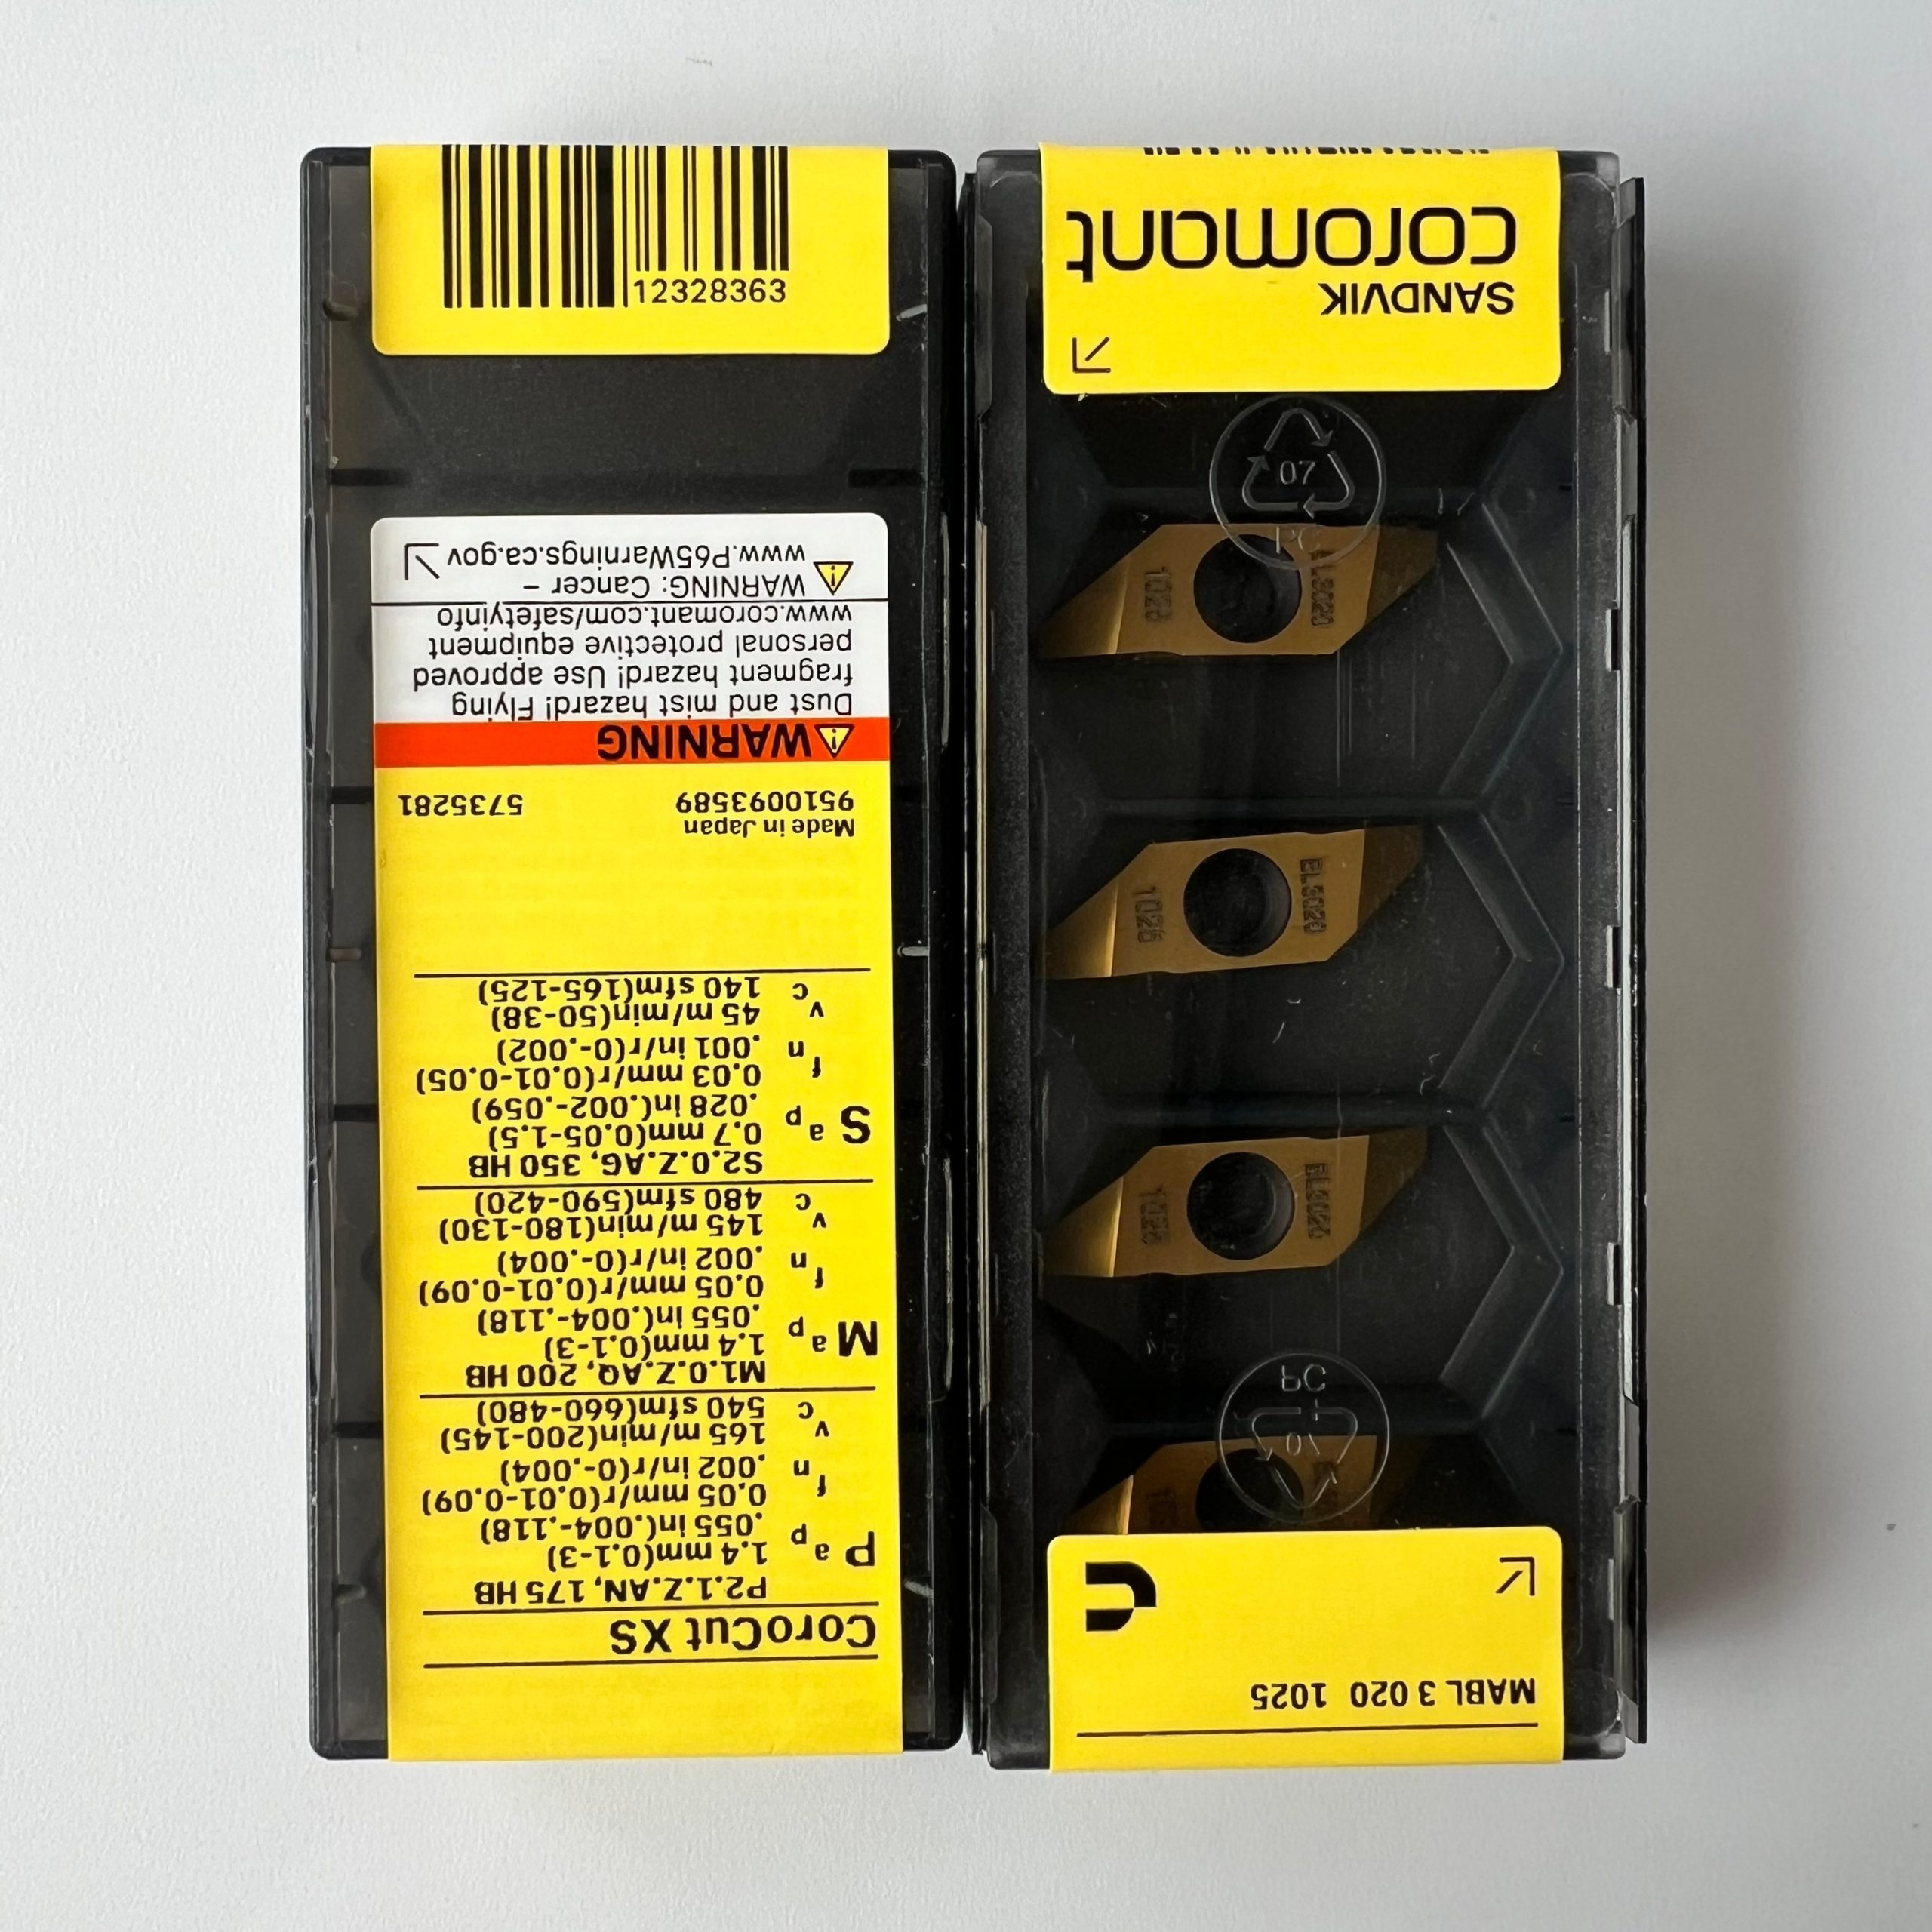 12328363
CoroCut XS
P2.1.Z.AN, 175 HB
P ap 1.4 mm(0.1-3)
.055 in(.004-.118)
fn 0.05 mm/r(0.01-0.09)
.002 in/r(0-.004)
vc 165 m/min(200-145)
540 sfm(660-480)
M1.0.Z.AQ, 200 HB
M ap 1.4 mm(0.1-3)
.055 in(.004-.118)
fn 0.05 mm/r(0.01-0.09)
.002 in/r(0-.004)
vc 145 m/min(180-130)
480 sfm(590-420)
S2.0.Z.AG, 350 HB
S ap 0.7 mm(0.05-1.5)
.028 in(.002-.059)
fn 0.03 mm/r(0.01-0.05)
.001 in/r(0-.002)
vc 45 m/min(50-38)
140 sfm(165-125)
Made in Japan
9510093589 5735281
WARNING
Dust and mist hazard! Flying
fragment hazard! Use approved
personal protective equipment
www.coromant.com/safetyinfo
WARNING: Cancer –
www.P65Warnings.ca.gov
MABL 3 020 1025
07
PC
1025
EL3020
1025
EL3020
1025
07
PC
SANDVIK
coromant